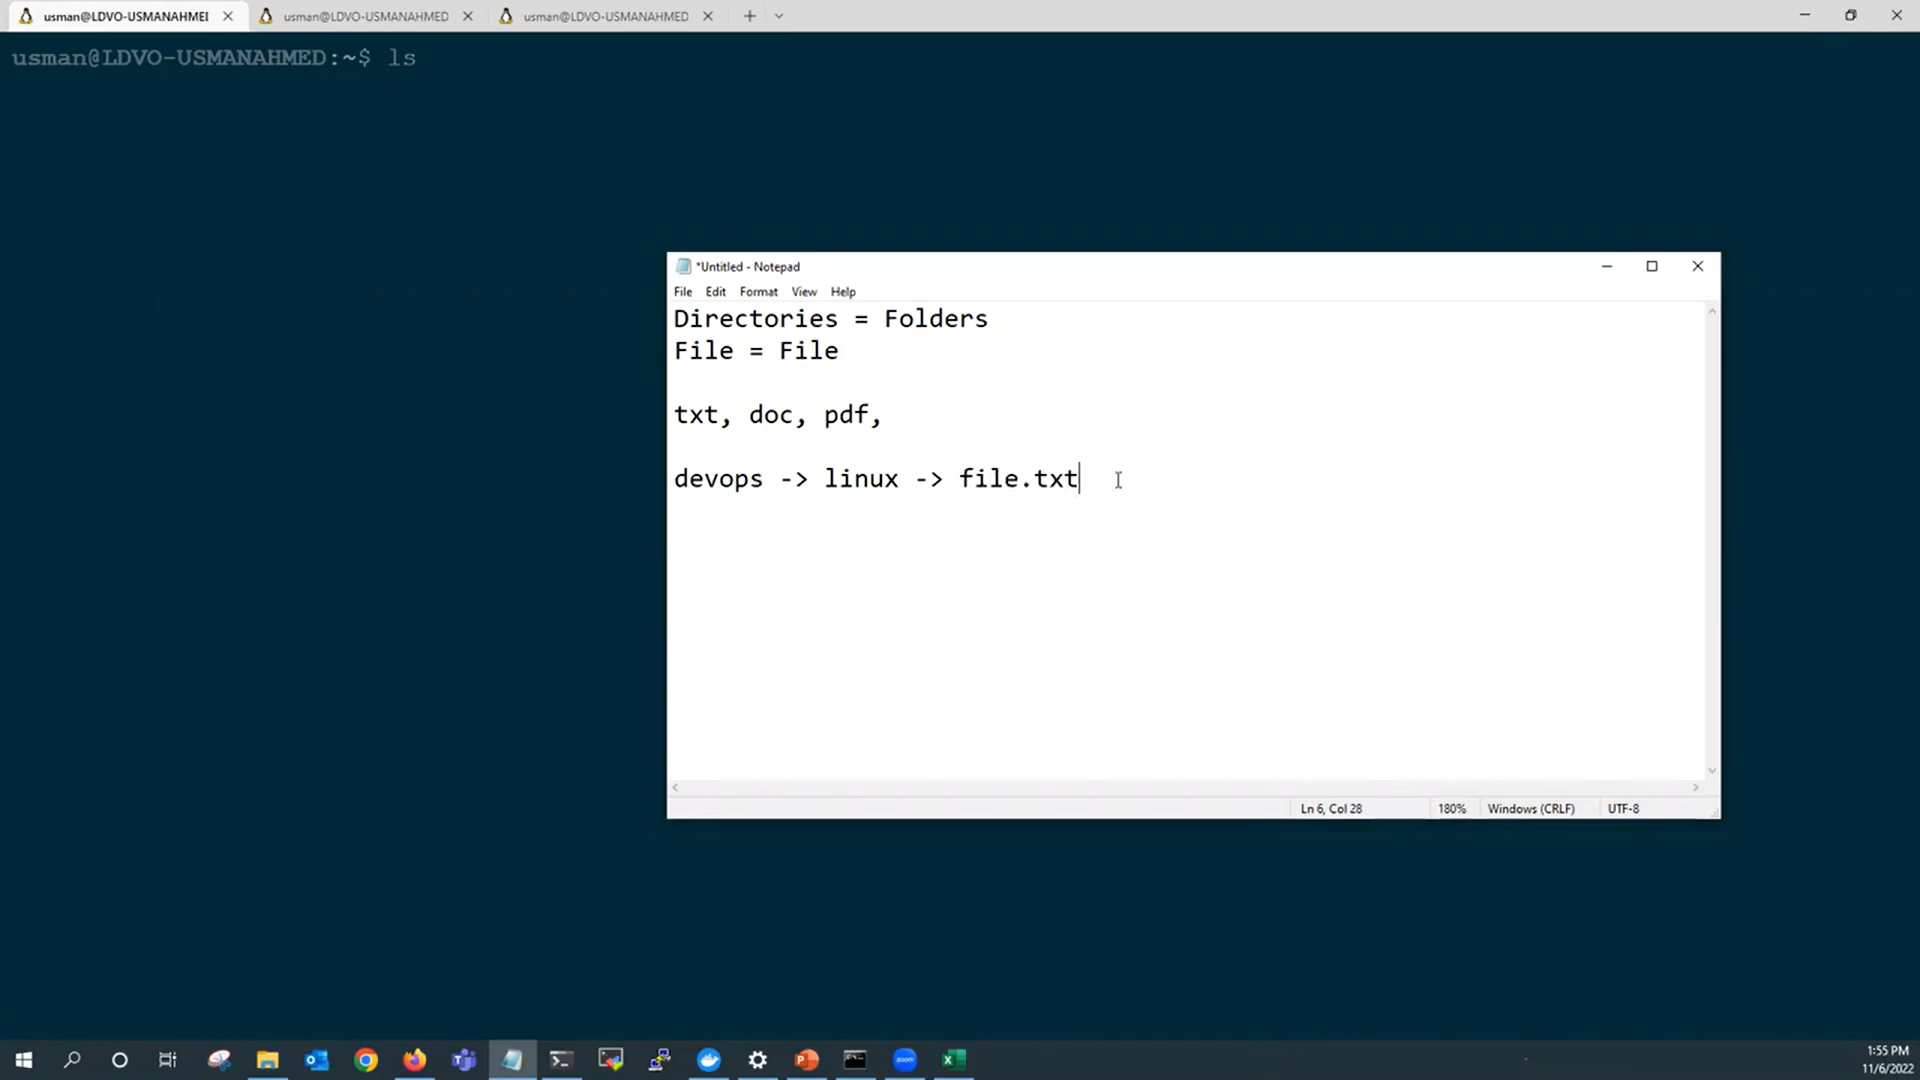 usman@LDVO-USMANAHMEI
usman@LDVO-USMANAHMED
usman@LDVO-USMANAHMED
usman@LDVO-USMANAHMED:~$ ls
*Untitled - Notepad
File Edit Format View Help
Directories = Folders
File = File
txt, doc, pdf,
devops -> linux -> file.txt
Ln 6, Col 28
180%
Windows (CRLF)
UTF-8
zoom
1:55 PM
11/6/2022